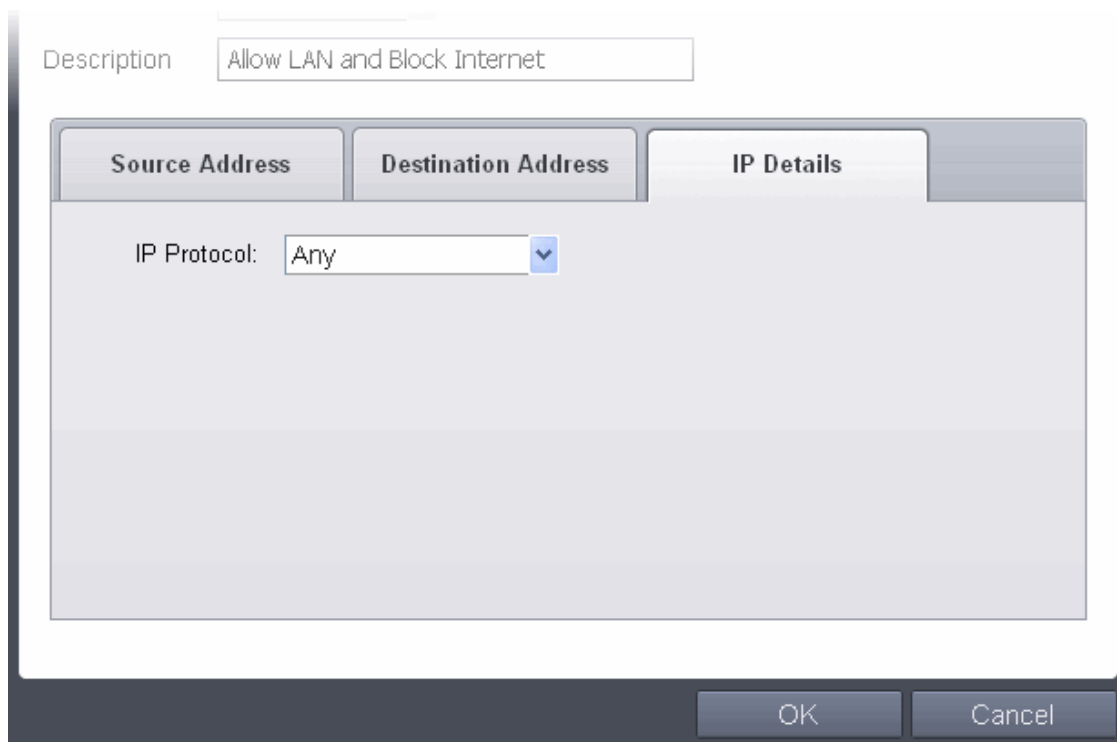 Description Allow LAN and Block Internet
Source Address Destination Address IP Details
IP Protocol: Any
OK Cancel